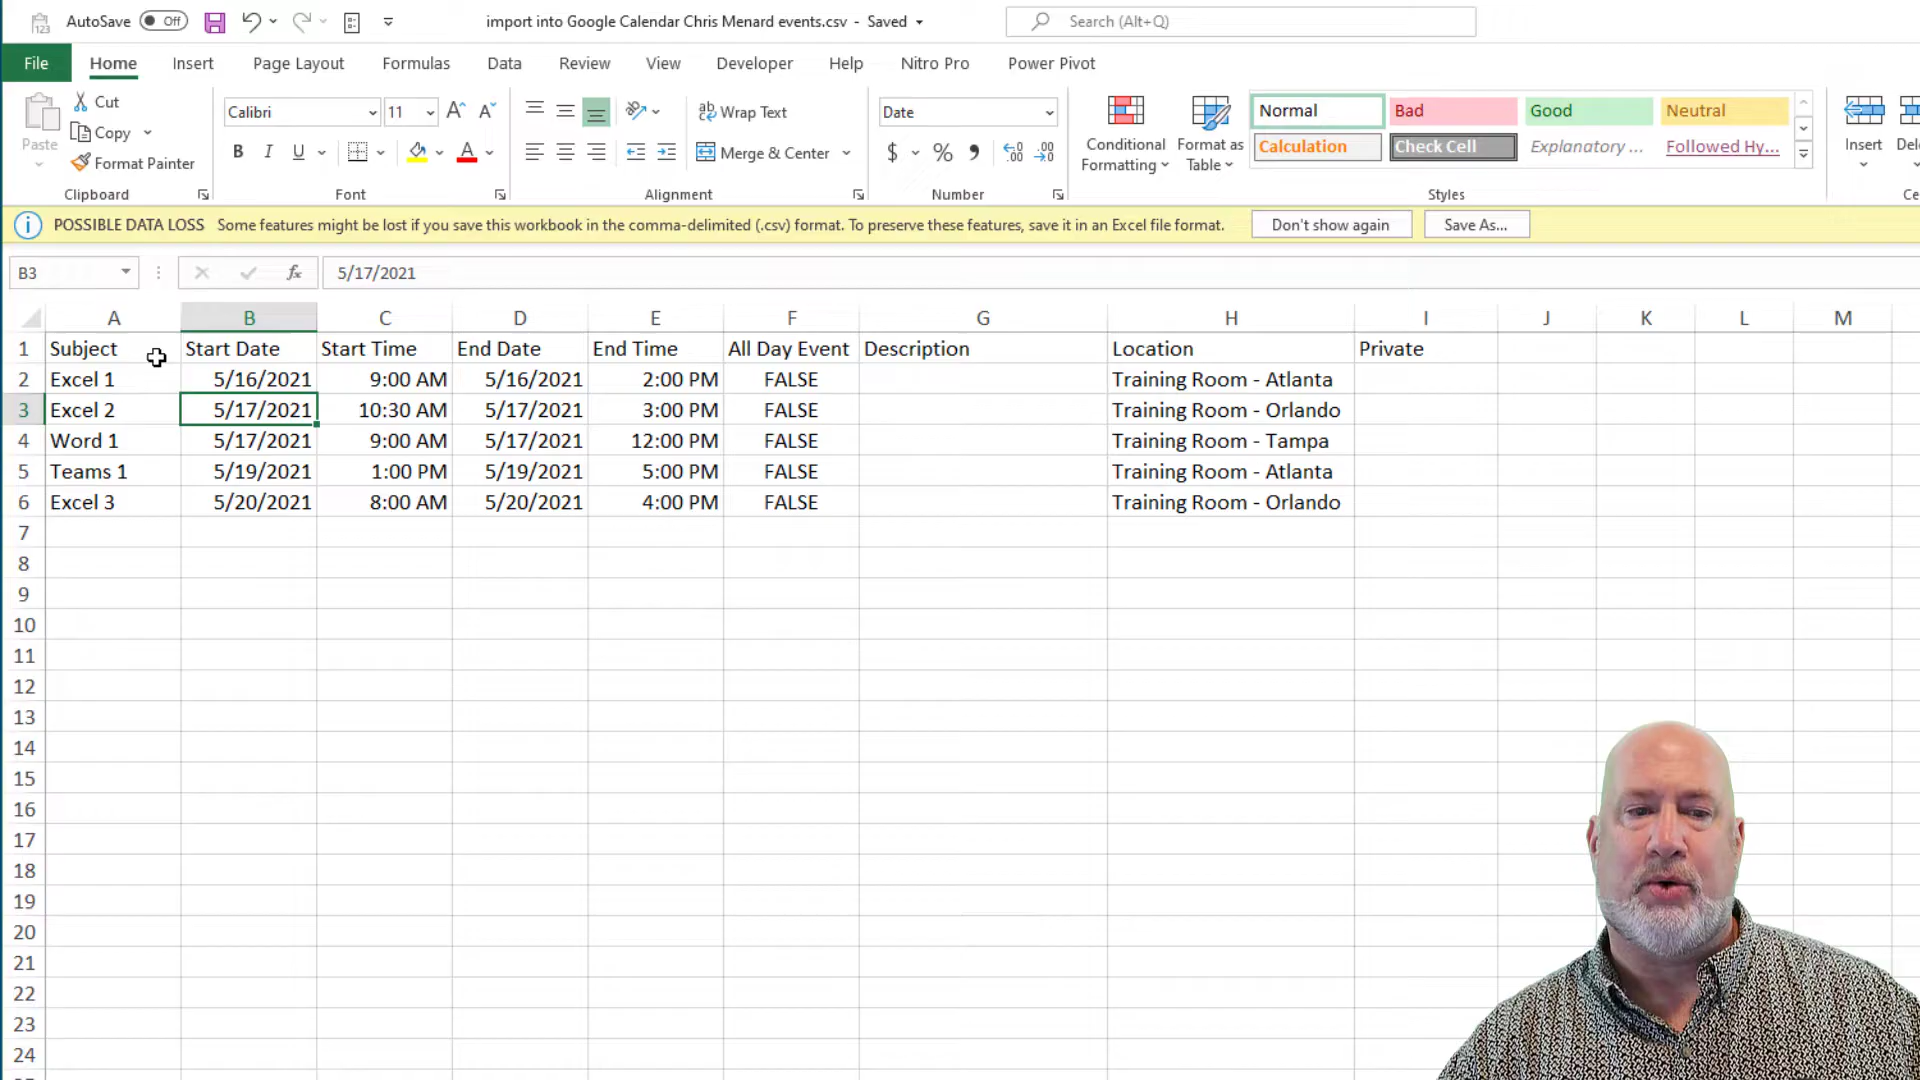 AutoSave Off import into Google Calendar Chris Menard events.csv - Saved Search (Alt+Q)
File Home Insert Page Layout Formulas Data Review View Developer Help Nitro Pro Power Pivot
Paste Cut Copy Format Painter Clipboard
Calibri 11 B I U Font
Wrap Text Merge & Center Alignment
Date $ % Number
Conditional Formatting Format as Table
Normal Bad Good Neutral
Calculation Check Cell Explanatory ... Followed Hy...
Styles
Insert
POSSIBLE DATA LOSS Some features might be lost if you save this workbook in the comma-delimited (.csv) format. To preserve these features, save it in an Excel file format. Don't show again Save As...
B3 fx 5/17/2021
A B C D E F G H I J K L M
1 Subject Start Date Start Time End Date End Time All Day Event Description Location Private
2 Excel 1 5/16/2021 9:00 AM 5/16/2021 2:00 PM FALSE Training Room - Atlanta
3 Excel 2 5/17/2021 10:30 AM 5/17/2021 3:00 PM FALSE Training Room - Orlando
4 Word 1 5/17/2021 9:00 AM 5/17/2021 12:00 PM FALSE Training Room - Tampa
5 Teams 1 5/19/2021 1:00 PM 5/19/2021 5:00 PM FALSE Training Room - Atlanta
6 Excel 3 5/20/2021 8:00 AM 5/20/2021 4:00 PM FALSE Training Room - Orlando
7
8
9
10
11
12
13
14
15
16
17
18
19
20
21
22
23
24